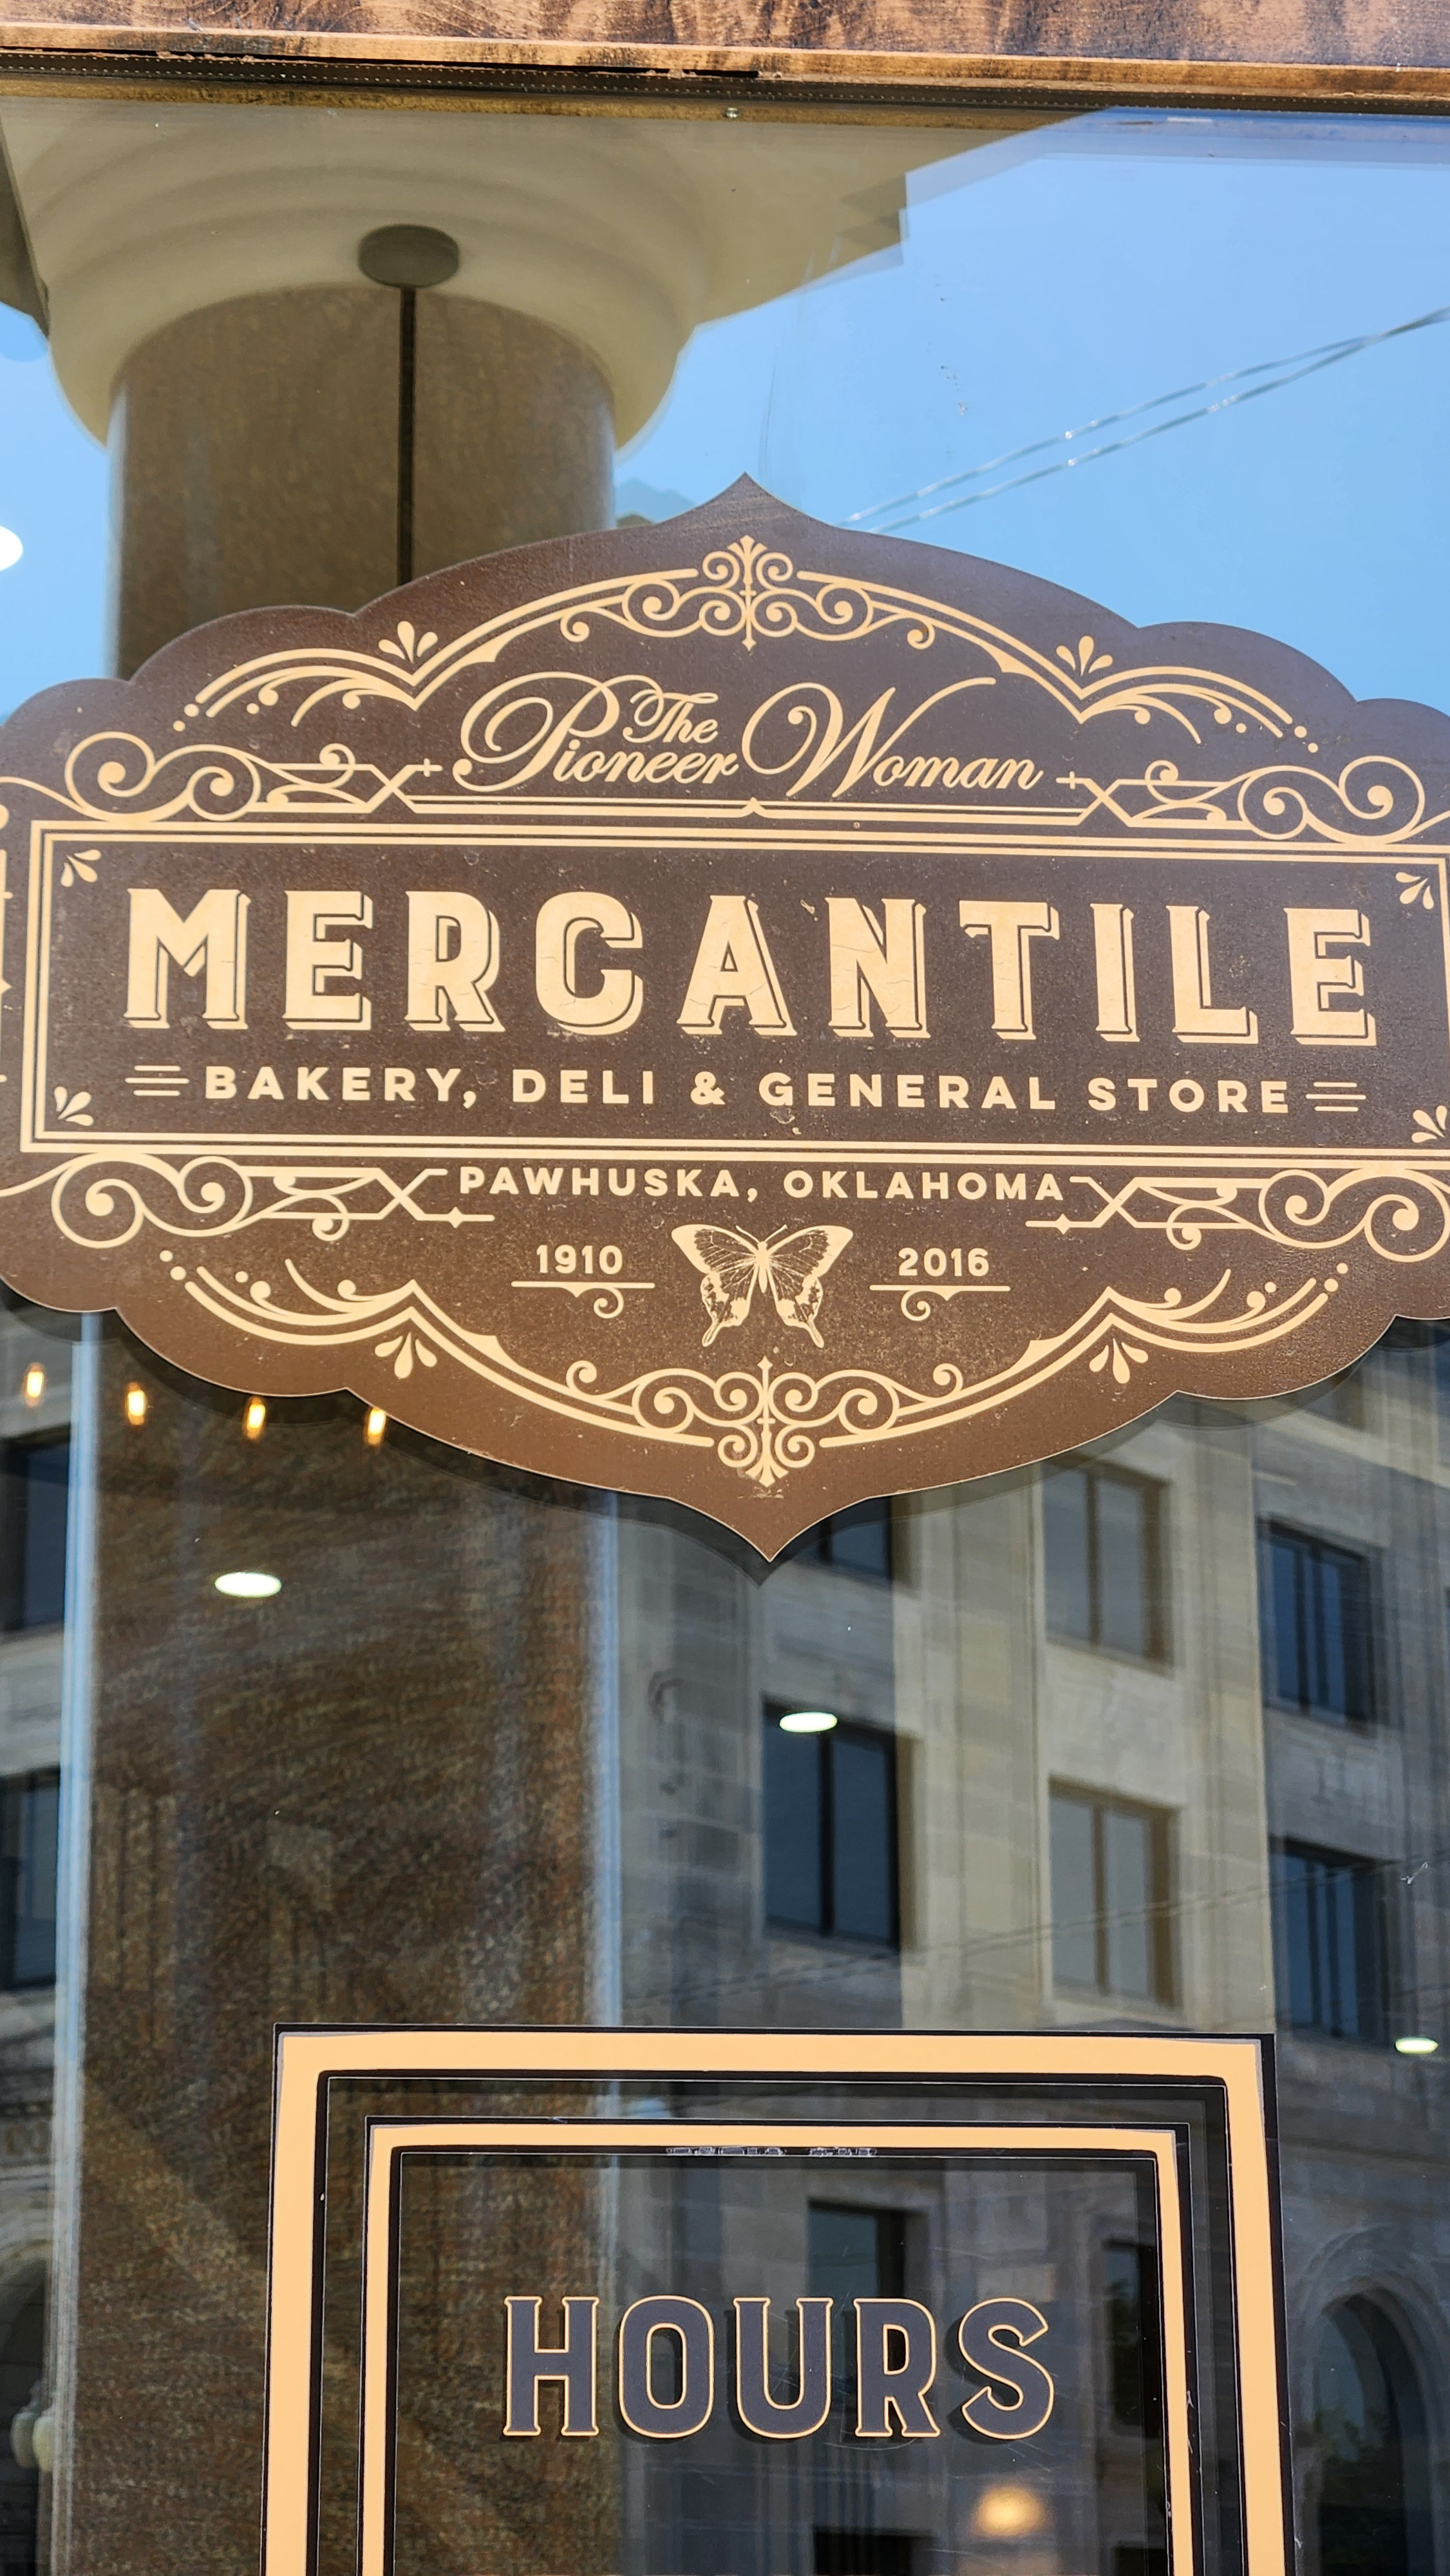 The
Pioneer Woman
MERCANTILE
BAKERY, DELI & GENERAL STORE
PAWHUSKA, OKLAHOMA
1910 2016
HOURS